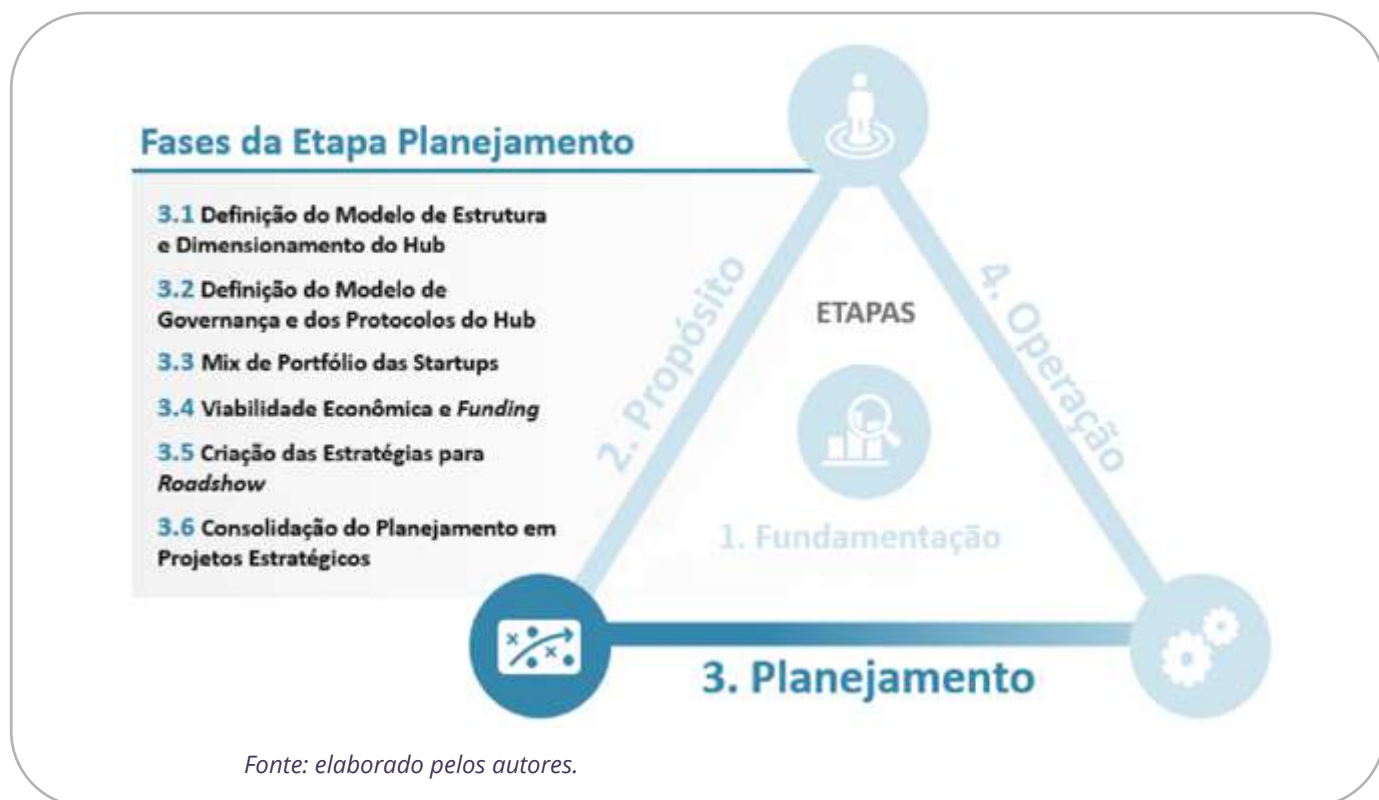 Fases da Etapa Planejamento
3.1 Definição do Modelo de Estrutura
e Dimensionamento do Hub
3.2 Definição do Modelo de
Governança e dos Protocolos do Hub
3.3 Mix de Portfólio das Startups
3.4 Viabilidade Econômica e Funding
3.5 Criação das Estratégias para
Roadshow
3.6 Consolidação do Planejamento em
Projetos Estratégicos
ETAPAS
1. Fundamentação
2. Propósito
3. Planejamento
4. Operação
Fonte: elaborado pelos autores.